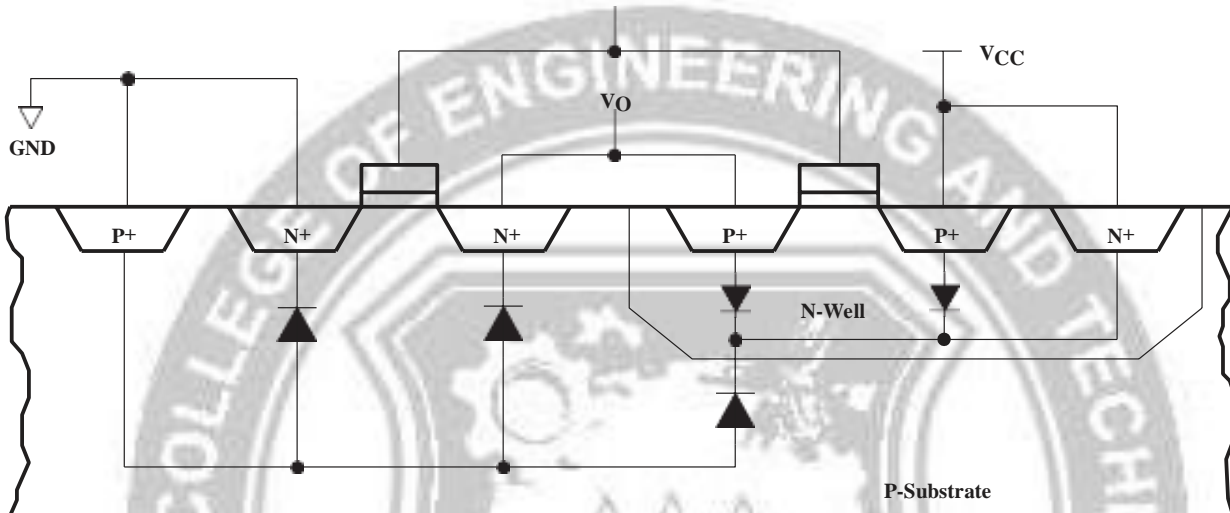 COLLEGE OF ENGINEERING AND TECH
VCC
VO
GND
P+
N+
N+
P+
P+
N+
N-Well
P-Substrate